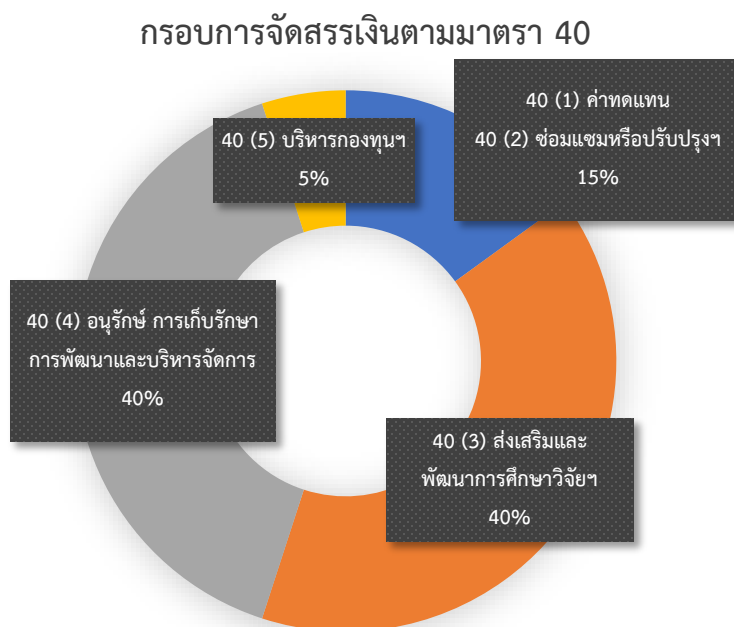 กรอบการจัดสรรเงินตามมาตรา 40
40 (1) ค่าทดแทน
40 (2) ซ่อมแซมหรือปรับปรุงฯ
15%
40 (5) บริหารกองทุนฯ
5%
40 (4) อนุรักษ์ การเก็บรักษา
การพัฒนาและบริหารจัดการ
40%
40 (3) ส่งเสริมและ
พัฒนาการศึกษาวิจัยฯ
40%